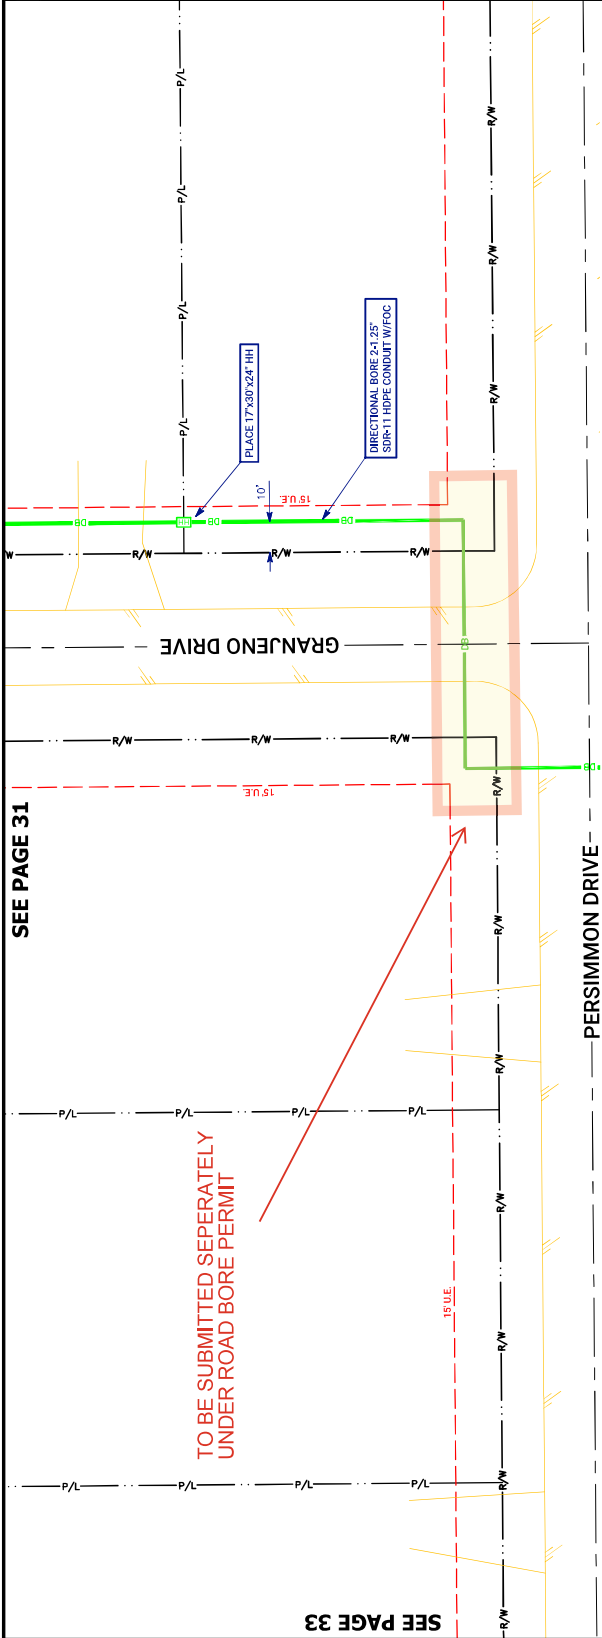 SEE PAGE 31
P/L
P/L
P/L
P/L
R/W
R/W
R/W
PLACE 17"x30"x24" HH
DIRECTIONAL BORE 2-1.25"
SDR-11 HDPE CONDUIT W/FOC
10'
15' U.E.
DB
HH
DB
DB
W
R/W
R/W
R/W
GRANJENO DRIVE
DB
R/W
R/W
R/W
15' U.E.
R/W
DB
PERSIMMON DRIVE
R/W
R/W
P/L
P/L
P/L
P/L
TO BE SUBMITTED SEPERATELY
UNDER ROAD BORE PERMIT
R/W
15' U.E.
R/W
P/L
P/L
P/L
P/L
R/W
R/W
SEE PAGE 33